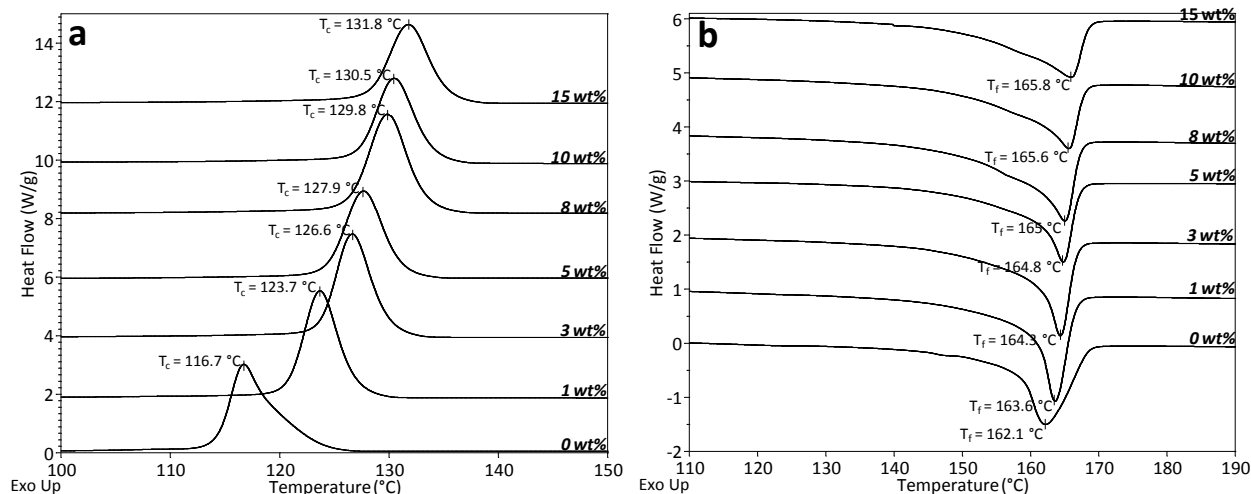 a
T_c = 131.8 °C
T_c = 130.5 °C
T_c = 129.8 °C
T_c = 127.9 °C
T_c = 126.6 °C
T_c = 123.7 °C
T_c = 116.7 °C
15 wt%
10 wt%
8 wt%
5 wt%
3 wt%
1 wt%
0 wt%
14
12
10
8
6
4
2
0
Heat Flow (W/g)
100 110 120 130 140 150
Exo Up
Temperature (°C)
b
15 wt%
10 wt%
8 wt%
5 wt%
3 wt%
1 wt%
0 wt%
T_f = 165.8 °C
T_f = 165.6 °C
T_f = 165 °C
T_f = 164.8 °C
T_f = 164.3 °C
T_f = 163.6 °C
T_f = 162.1 °C
6
5
4
3
2
1
0
-1
-2
Heat Flow (W/g)
110 120 130 140 150 160 170 180 190
Exo Up
Temperature (°C)